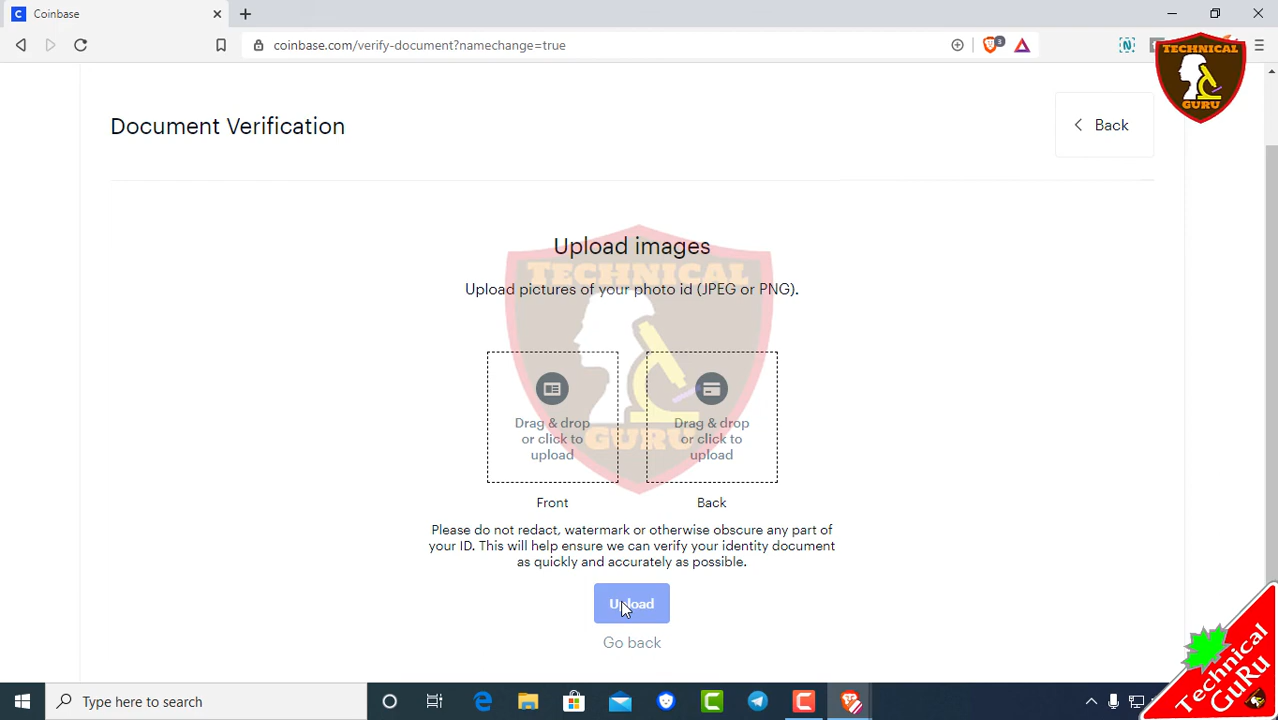 Coinbase
coinbase.com/verify-document?namechange=true
3
TECHNICAL
GURU
Document Verification
Back
Upload images
TECHNICAL
Upload pictures of your photo id (JPEG or PNG).
Drag & drop
or click to
upload
Drag & drop
or click to
upload
GURU
Front
Back
Please do not redact, watermark or otherwise obscure any part of
your ID. This will help ensure we can verify your identity document
as quickly and accurately as possible.
Upload
Go back
Technical
GuRu
Type here to search